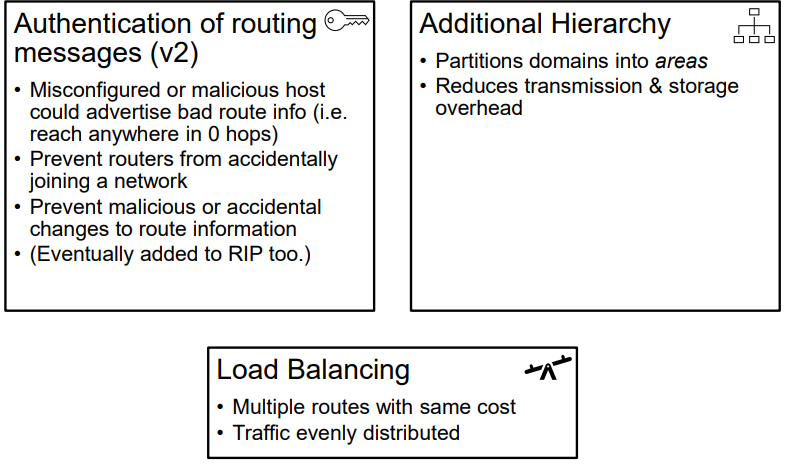 Authentication of routing
messages (v2)
• Misconfigured or malicious host
could advertise bad route info (i.e.
reach anywhere in 0 hops)
• Prevent routers from accidentally
joining a network
• Prevent malicious or accidental
changes to route information
• (Eventually added to RIP too.)
Additional Hierarchy
• Partitions domains into areas
• Reduces transmission & storage
overhead
Load Balancing
• Multiple routes with same cost
• Traffic evenly distributed